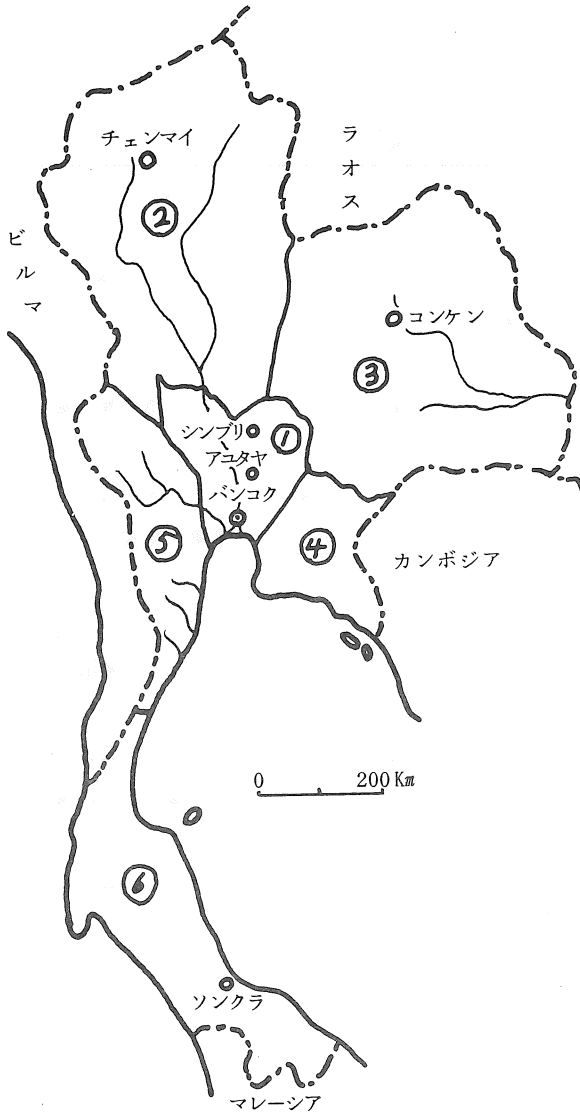 チェンマイ
ラオス
②
ビルマ
コンケン
③
シンブリ
①
アユタヤ
バンコク
⑤
④
カンボジア
0 200 Km
⑥
ソンクラ
マレーシア